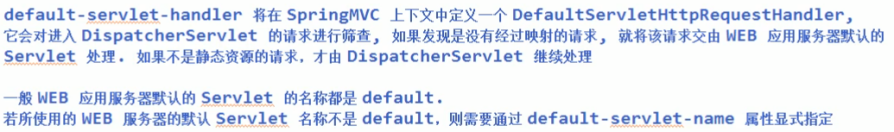 default-servlet-handler 将在 SpringMVC 上下文中定义一个 DefaultServletHttpRequestHandler,
它会对进入 DispatcherServlet 的请求进行筛查, 如果发现是没有经过映射的请求, 就将该请求交由 WEB 应用服务器默认的
Servlet 处理. 如果不是静态资源的请求，才由 DispatcherServlet 继续处理
一般 WEB 应用服务器默认的 Servlet 的名称都是 default.
若所使用的 WEB 服务器的默认 Servlet 名称不是 default，则需要通过 default-servlet-name 属性显式指定